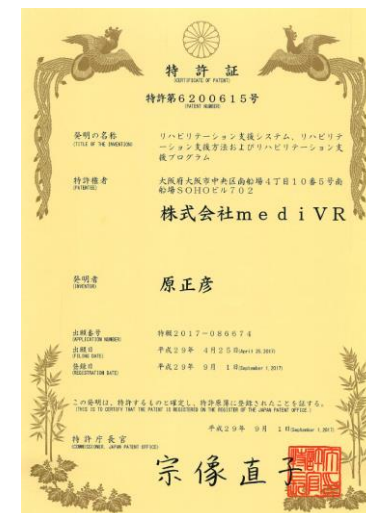 特許証
(CERTIFICATE OF PATENT)
特許第6200615号
(PATENT NUMBER)
発明の名称
(TITLE OF THE INVENTION)
リハビリテーション支援システム、リハビリテ
ーション支援方法およびリハビリテーション支
援プログラム
特許権者
(PATENTEE)
大阪府大阪市中央区南船場4丁目10番5号南
船場SOHOビル702
株式会社mediVR
発明者
(INVENTOR)
原正彦
出願番号
(APPLICATION NUMBER)
特願2017-086674
出願日
(FILING DATE)
平成29年 4月25日(April 25,2017)
登録日
(REGISTRATION DATE)
平成29年 9月 1日(September 1,2017)
この発明は、特許するものと確定し、特許原簿に登録されたことを証する。
(THIS IS TO CERTIFY THAT THE PATENT IS REGISTERED ON THE REGISTER OF THE JAPAN PATENT OFFICE.)
平成29年 9月 1日(September 1,2017)
特許庁長官
(COMMISSIONER, JAPAN PATENT OFFICE)
宗像直子